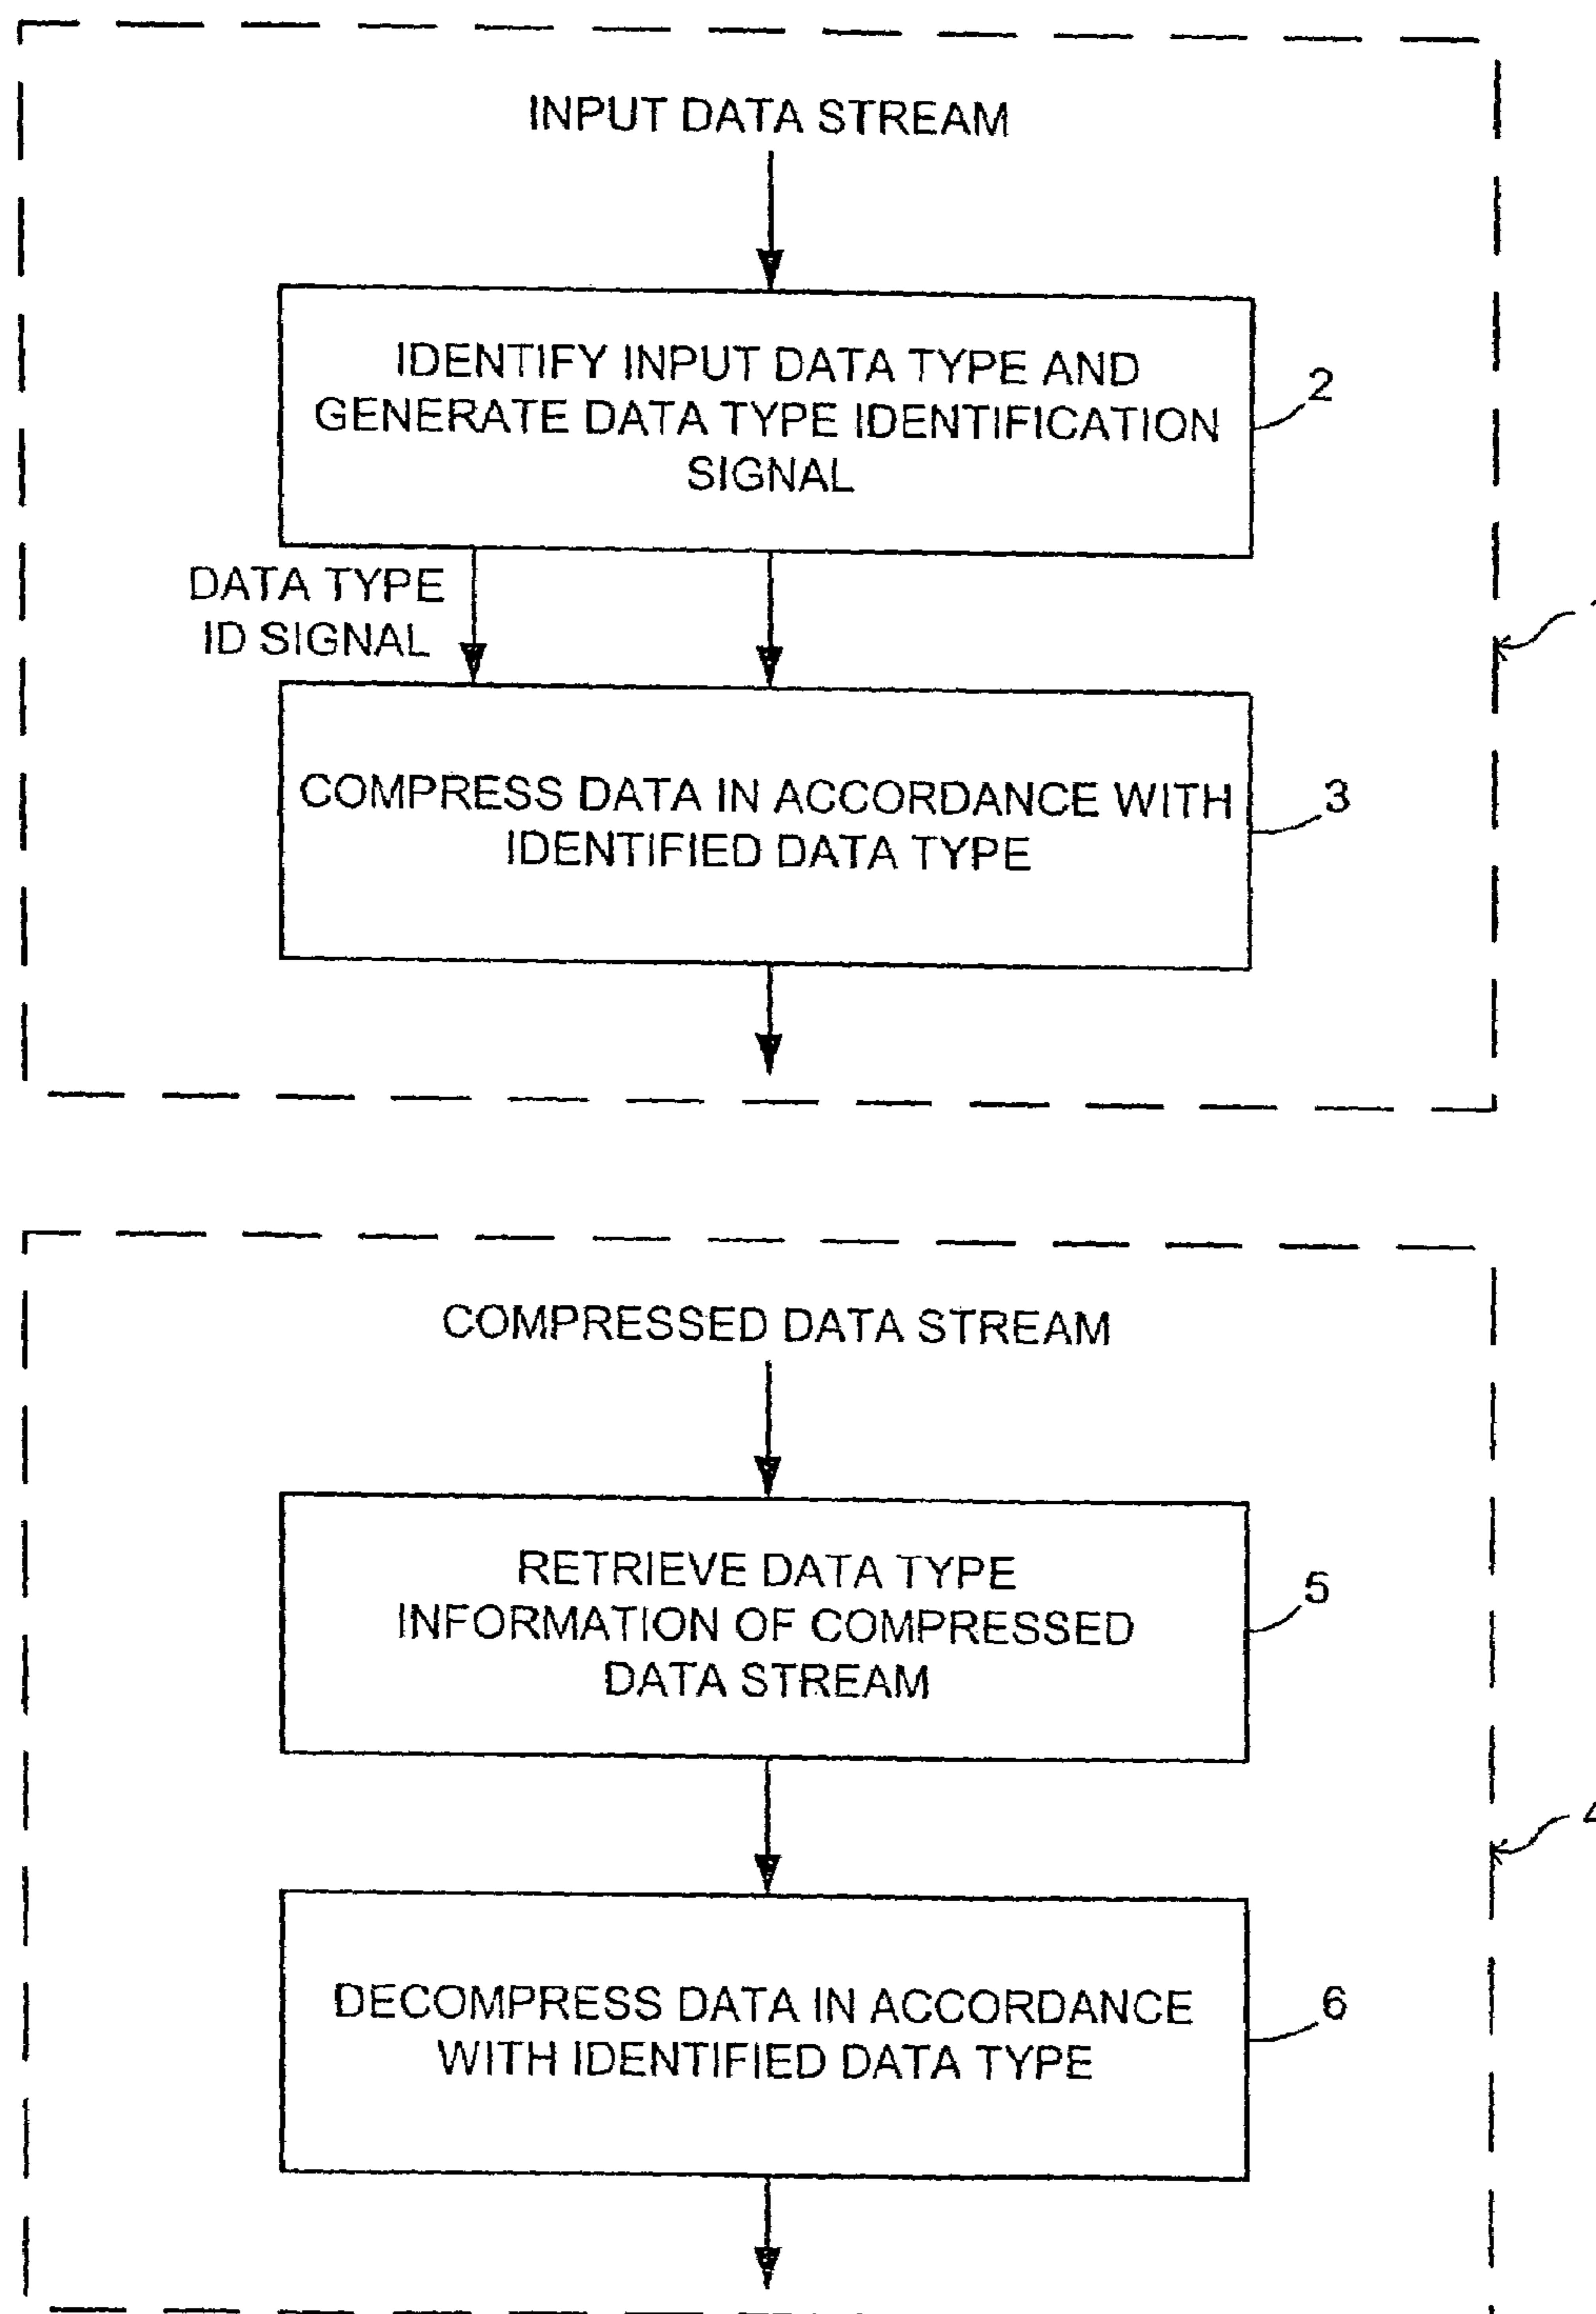 INPUT DATA STREAM
IDENTIFY INPUT DATA TYPE AND
GENERATE DATA TYPE IDENTIFICATION
SIGNAL
2
DATA TYPE
ID SIGNAL
COMPRESS DATA IN ACCORDANCE WITH
IDENTIFIED DATA TYPE
3
COMPRESSED DATA STREAM
RETRIEVE DATA TYPE
INFORMATION OF COMPRESSED
DATA STREAM
5
4
DECOMPRESS DATA IN ACCORDANCE
WITH IDENTIFIED DATA TYPE
6